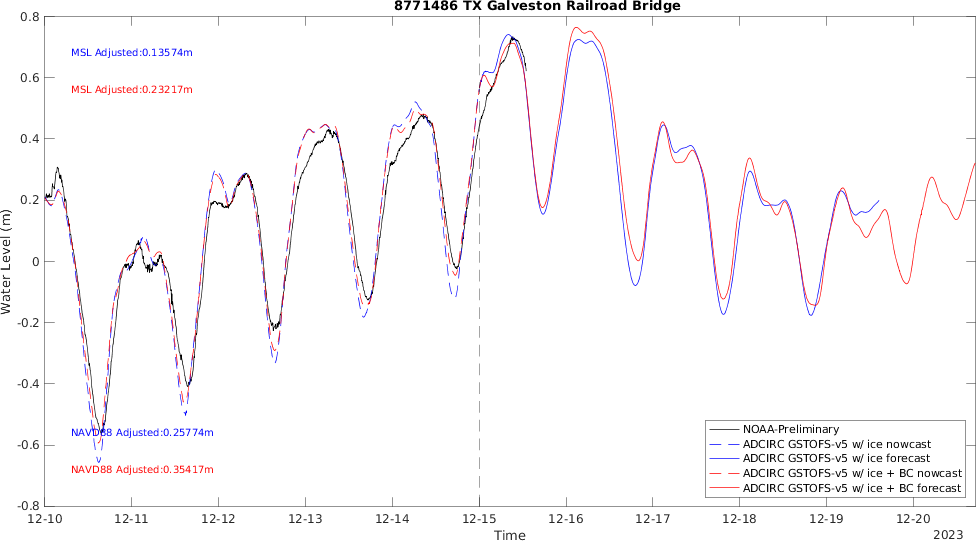 8771486 TX Galveston Railroad Bridge
0.8
MSL Adjusted:0.13574m
0.6
MSL Adjusted:0.23217m
0.4
0.2
Water Level (m)
0
-0.2
-0.4
NAVD88 Adjusted:0.25774m
-0.6
NAVD88 Adjusted:0.35417m
-0.8
NOAA-Preliminary
ADCIRC GSTOFS-v5 w/ ice nowcast
ADCIRC GSTOFS-v5 w/ ice forecast
ADCIRC GSTOFS-v5 w/ ice + BC nowcast
ADCIRC GSTOFS-v5 w/ ice + BC forecast
12-10 12-11 12-12 12-13 12-14 12-15 12-16 12-17 12-18 12-19 12-20
Time
2023